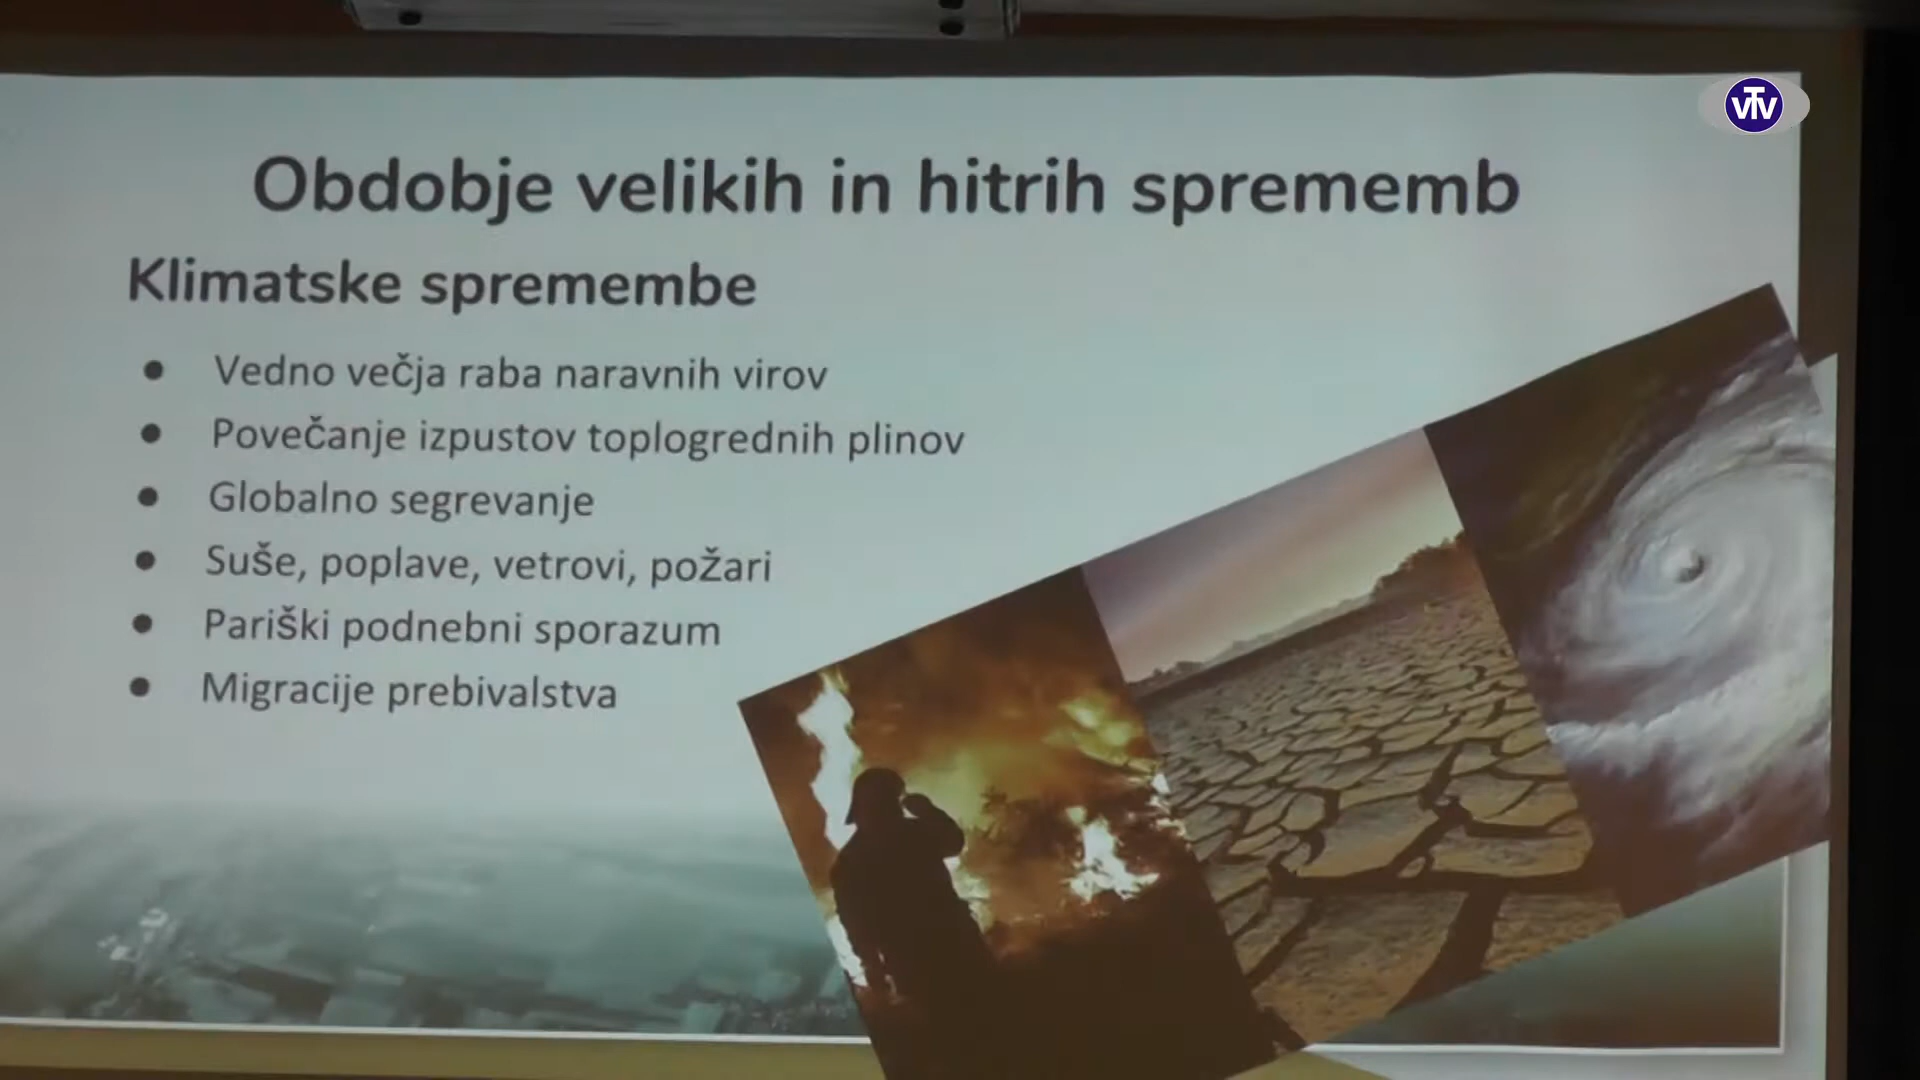 VTV
Obdobje velikih in hitrih sprememb
Klimatske spremembe
● Vedno večja raba naravnih virov
● Povečanje izpustov toplogrednih plinov
● Globalno segrevanje
● Suše, poplave, vetrovi, požari
● Pariški podnebni sporazum
● Migracije prebivalstva